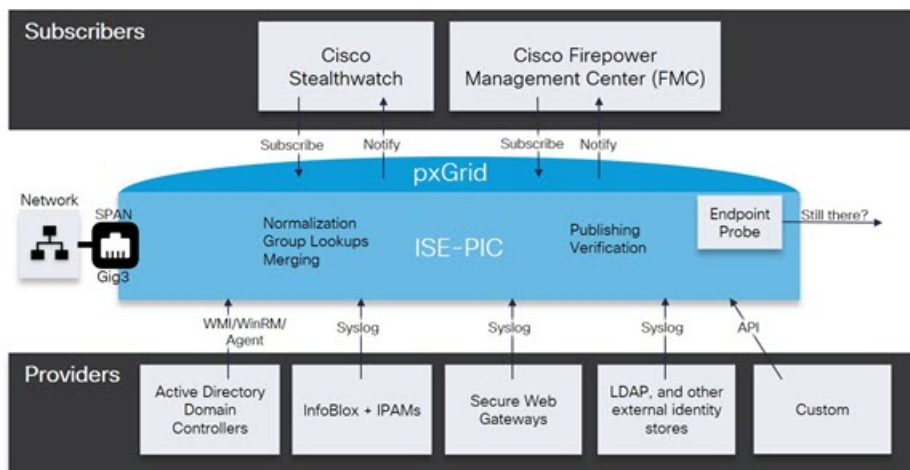 Subscribers
Cisco
Stealthwatch
Cisco Firepower
Management Center (FMC)
Subscribe
Notify
Subscribe
Notify
pxGrid
Network
SPAN
Gig3
Normalization
Group Lookups
Merging
ISE-PIC
Publishing
Verification
Endpoint
Probe
Still there?
WMI/WinRM/
Agent
Syslog
Syslog
Syslog
API
Providers
Active Directory
Domain
Controllers
InfoBlox + IPAMs
Secure Web
Gateways
LDAP, and other
external identity
stores
Custom